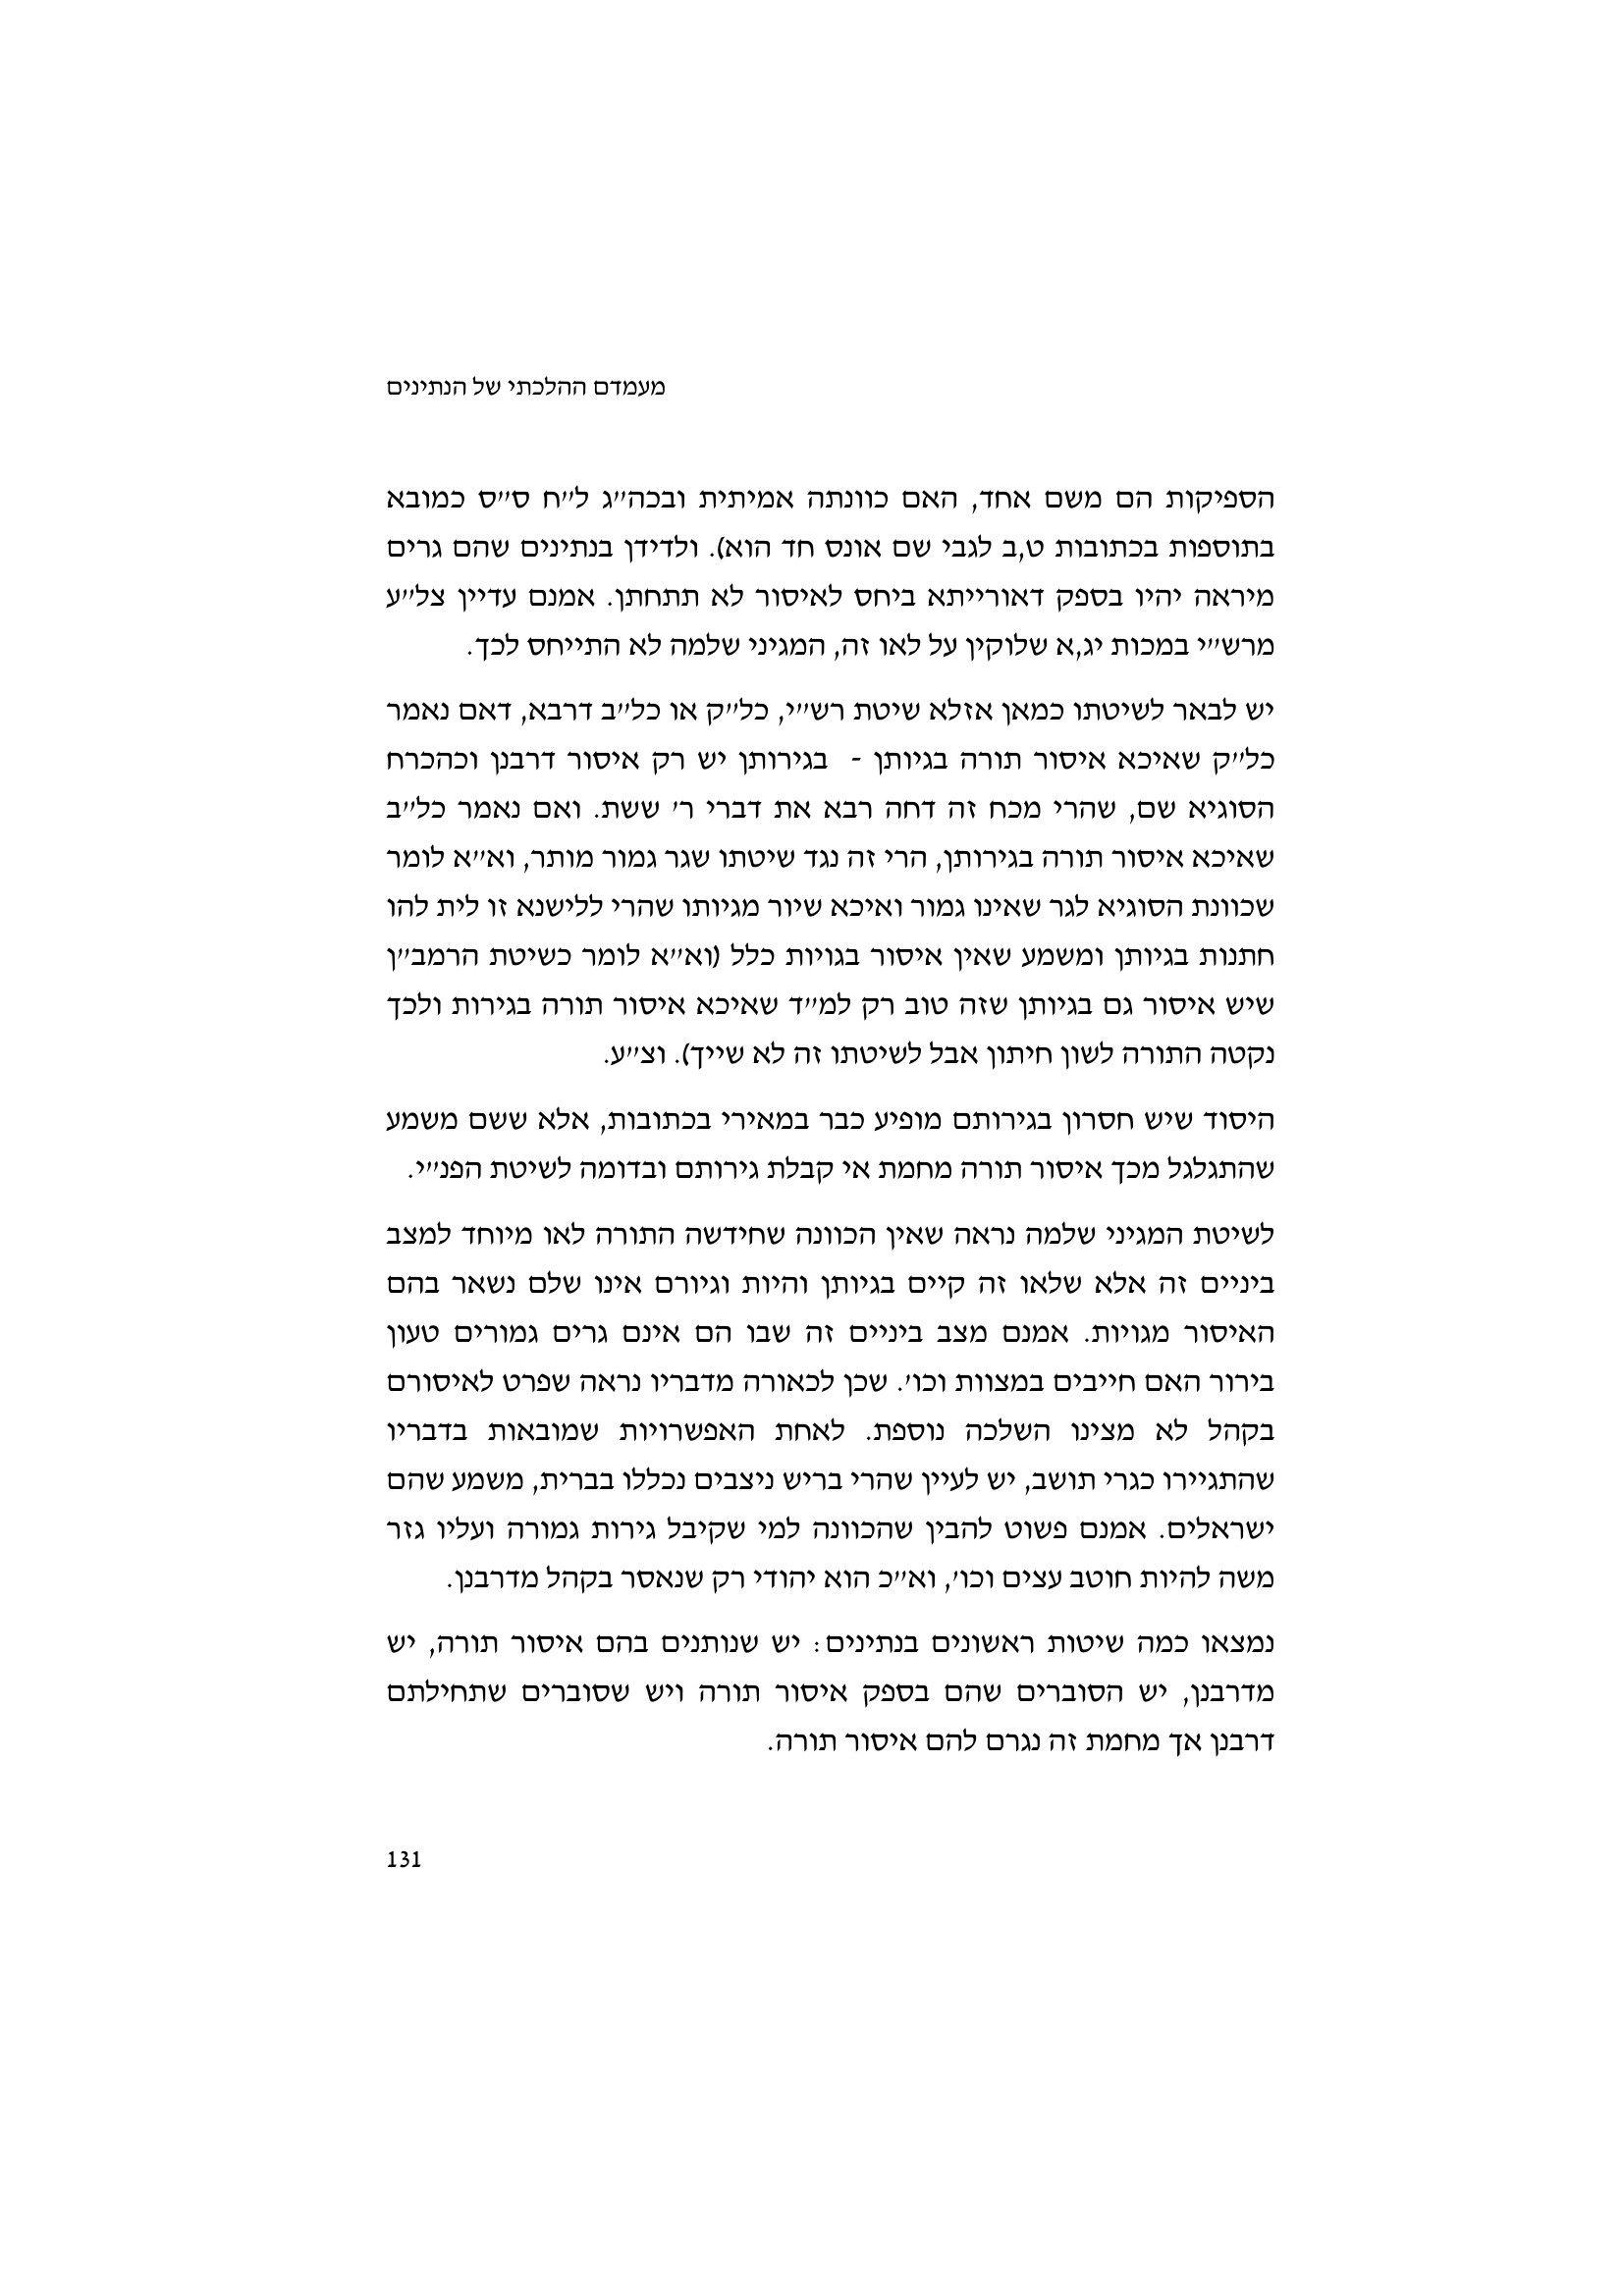 מעמדם ההלכתי של הנתינים
הספיקות הם משם אחד, האם כוונתה אמיתית ובכה״ג ל״ח ס״ס כמובא
בתוספות בכתובות ט,ב לגבי שם אונס חד הוא). ולדידן בנתינים שהם גרים
מיראה יהיו בספק דאורייתא ביחס לאיסור לא תתחתן. אמנם עדיין צל״ע
מרש״י במכות יג,א שלוקין על לאו זה, המגיני שלמה לא התייחס לכך.
יש לבאר לשיטתו כמאן אזלא שיטת רש״י, כל״ק או כל״ב דרבא, דאם נאמר
כל״ק שאיכא איסור תורה בגיותן - בגירותן יש רק איסור דרבנן וכהכרח
הסוגיא שם, שהרי מכח זה דחה רבא את דברי ר׳ ששת. ואם נאמר כל״ב
שאיכא איסור תורה בגירותן, הרי זה נגד שיטתו שגר גמור מותר, וא״א לומר
שכוונת הסוגיא לגר שאינו גמור ואיכא שיור מגיותו שהרי ללישנא זו לית להו
חתנות בגיותן ומשמע שאין איסור בגויות כלל (וא״א לומר כשיטת הרמב״ן
שיש איסור גם בגיותן שזה טוב רק למ״ד שאיכא איסור תורה בגירות ולכך
נקטה התורה לשון חיתון אבל לשיטתו זה לא שייך). וצ״ע.
היסוד שיש חסרון בגירותם מופיע כבר במאירי בכתובות, אלא ששם משמע
שהתגלגל מכך איסור תורה מחמת אי קבלת גירותם ובדומה לשיטת הפנ״י.
לשיטת המגיני שלמה נראה שאין הכוונה שחידשה התורה לאו מיוחד למצב
ביניים זה אלא שלאו זה קיים בגיותן והיות וגיורם אינו שלם נשאר בהם
האיסור מגויות. אמנם מצב ביניים זה שבו הם אינם גרים גמורים טעון
בירור האם חייבים במצוות וכו׳. שכן לכאורה מדבריו נראה שפרט לאיסורם
בקהל לא מצינו השלכה נוספת. לאחת האפשרויות שמובאות בדבריו
שהתגיירו כגרי תושב, יש לעיין שהרי בריש ניצבים נכללו בברית, משמע שהם
ישראלים. אמנם פשוט להבין שהכוונה למי שקיבל גירות גמורה ועליו גזר
משה להיות חוטב עצים וכו׳, וא״כ הוא יהודי רק שנאסר בקהל מדרבנן.
נמצאו כמה שיטות ראשונים בנתינים: יש שנותנים בהם איסור תורה, יש
מדרבנן, יש הסוברים שהם בספק איסור תורה ויש שסוברים שתחילתם
דרבנן אך מחמת זה נגרם להם איסור תורה.
131